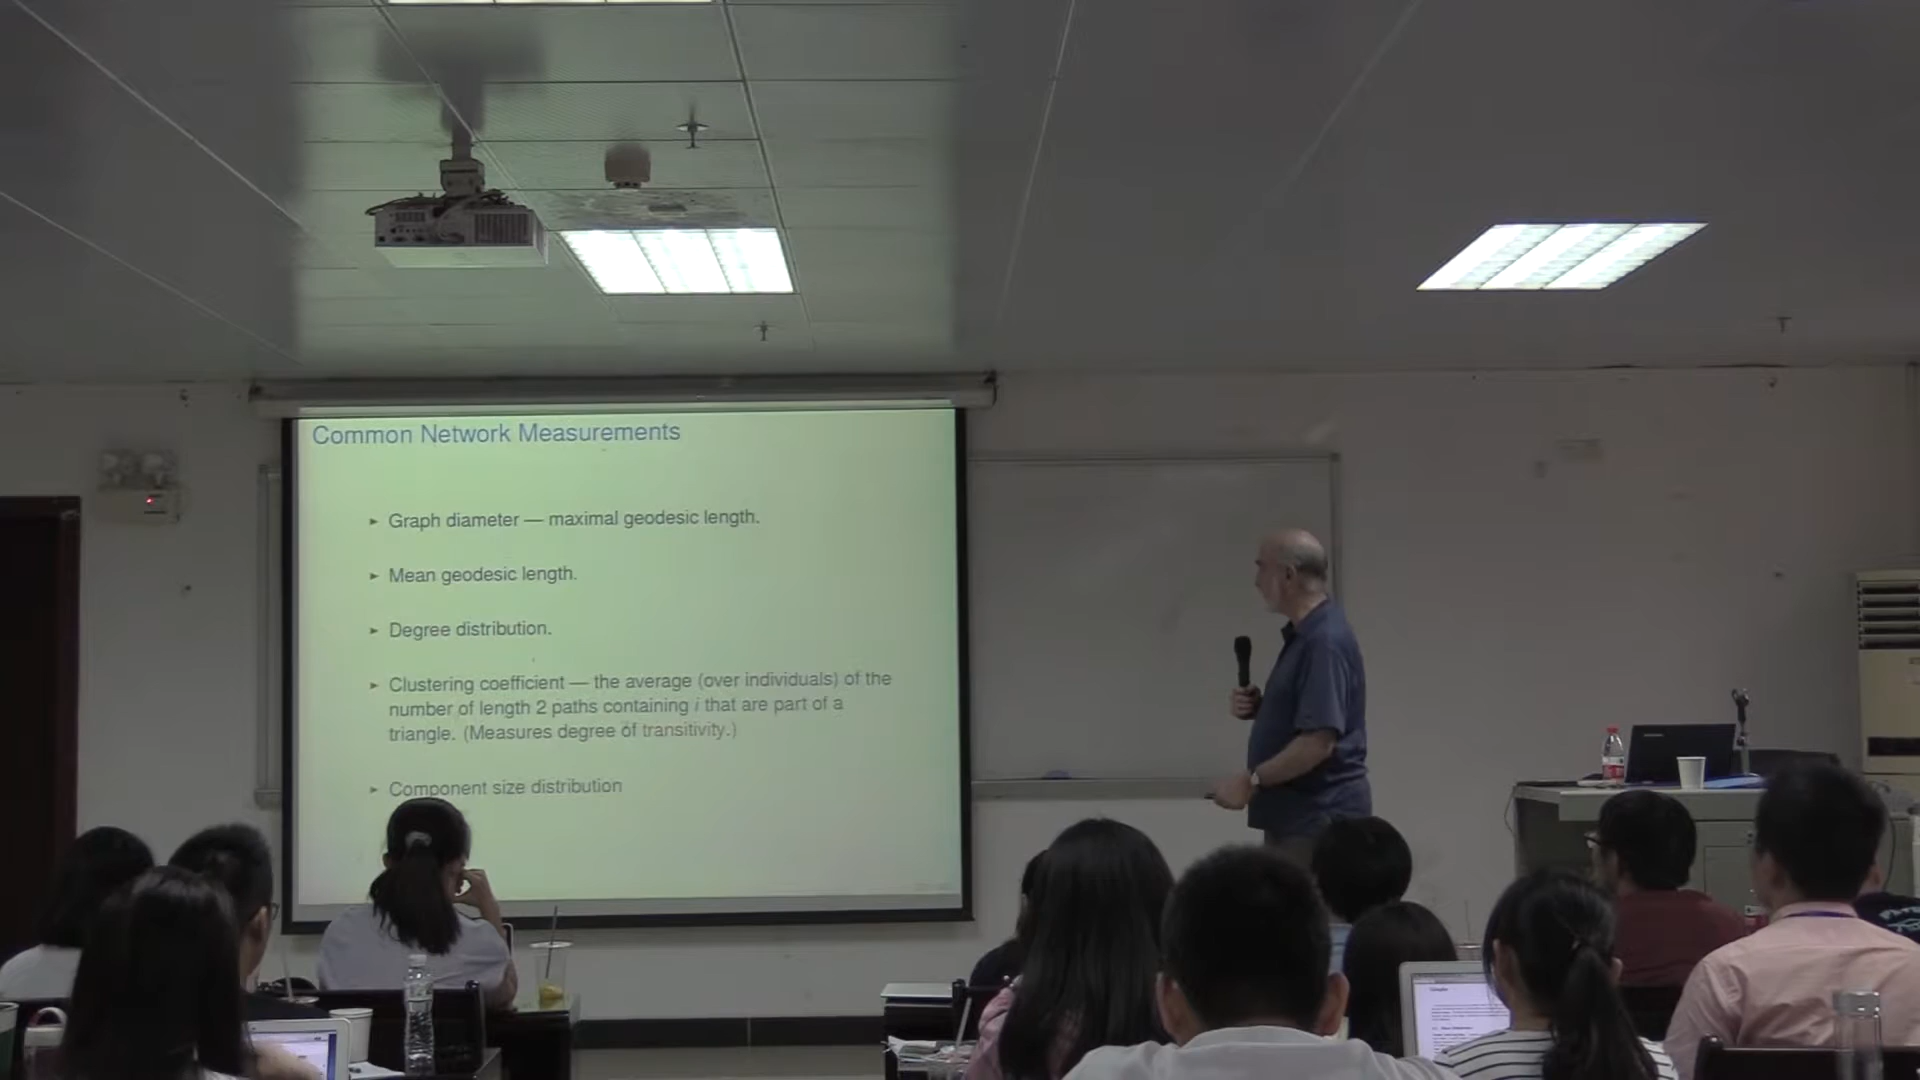 Common Network Measurements
► Graph diameter — maximal geodesic length.
► Mean geodesic length.
► Degree distribution.
► Clustering coefficient — the average (over individuals) of the
number of length 2 paths containing i that are part of a
triangle. (Measures degree of transitivity.)
► Component size distribution